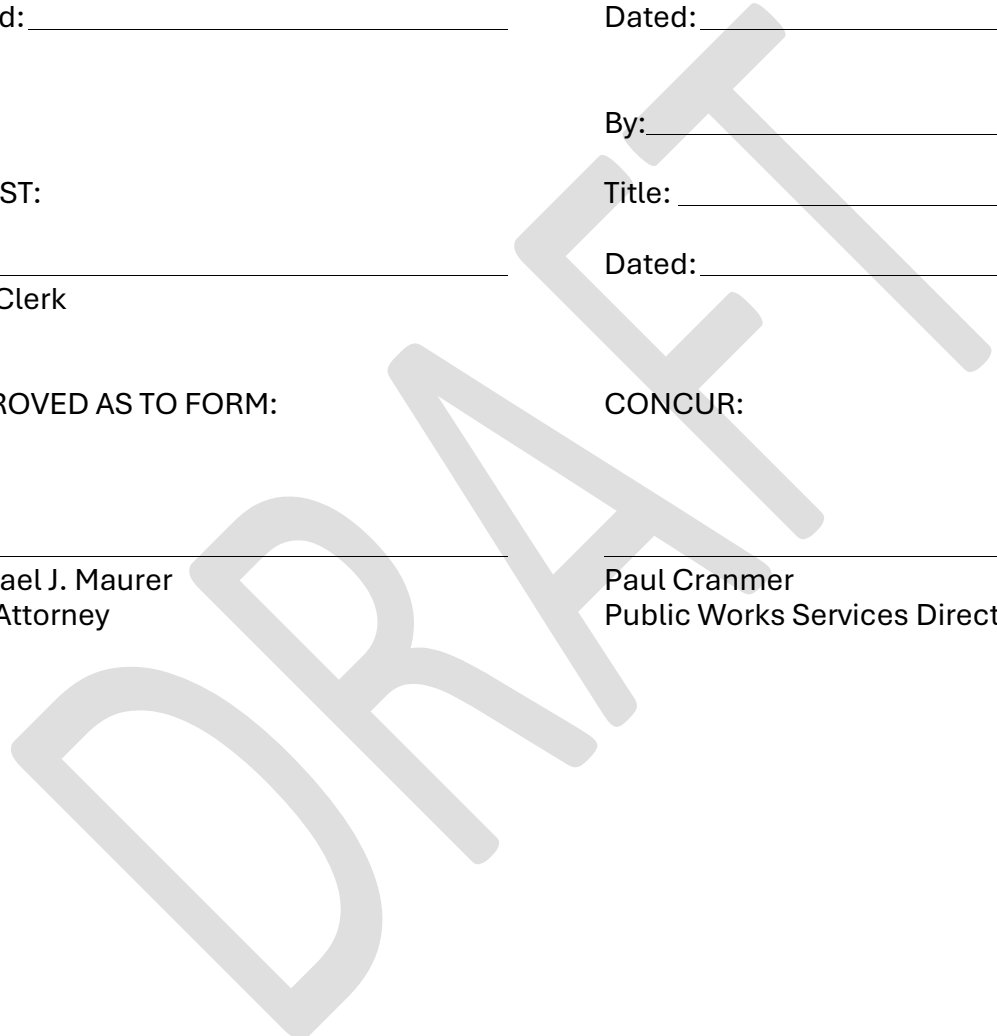 d:
ST:
Clerk
ROVED AS TO FORM:
ael J. Maurer
Attorney
Dated:
By:
Title:
Dated:
CONCUR:
Paul Cranmer
Public Works Services Direct
DRAFT